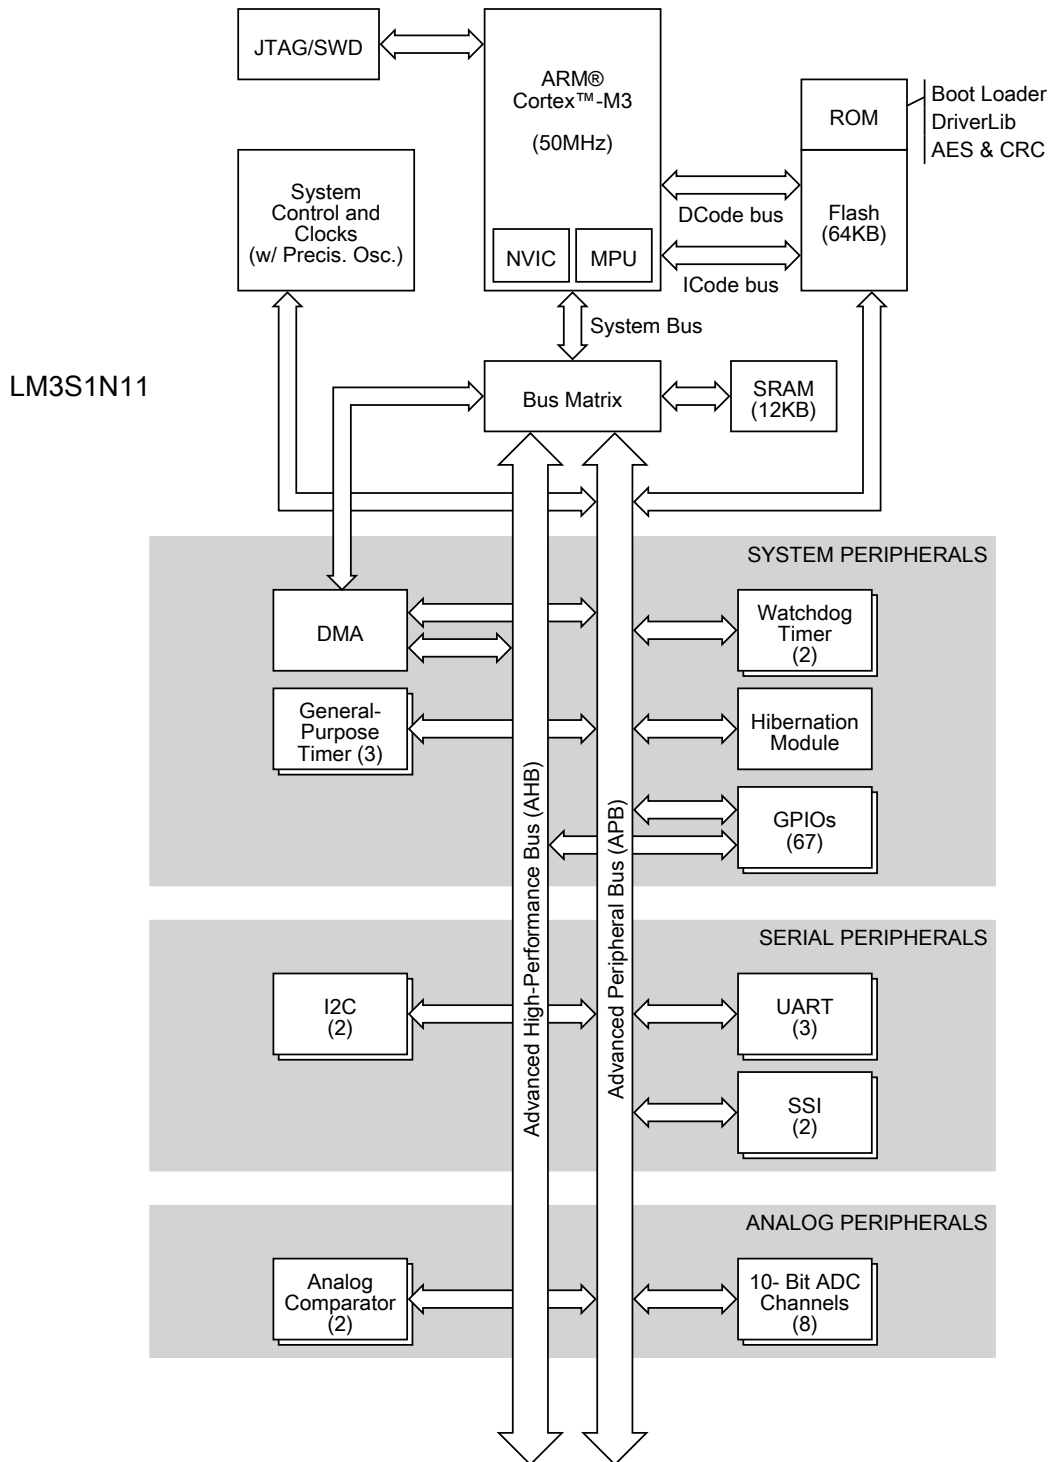 JTAG/SWD
ARM®
Cortex™-M3
(50MHz)
NVIC
MPU
ROM
Boot Loader
DriverLib
AES & CRC
Flash
(64KB)
DCode bus
ICode bus
System
Control and
Clocks
(w/ Precis. Osc.)
System Bus
LM3S1N11
Bus Matrix
SRAM
(12KB)
SYSTEM PERIPHERALS
DMA
Watchdog
Timer
(2)
General-
Purpose
Timer (3)
Hibernation
Module
GPIOs
(67)
Advanced High-Performance Bus (AHB)
Advanced Peripheral Bus (APB)
SERIAL PERIPHERALS
I2C
(2)
UART
(3)
SSI
(2)
ANALOG PERIPHERALS
Analog
Comparator
(2)
10- Bit ADC
Channels
(8)